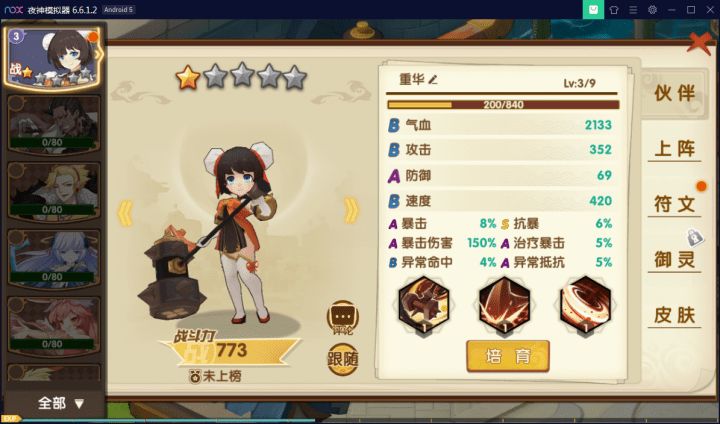 nox 夜神模拟器 6.6.1.2 Android 5
3
战
0/80
0/80
0/80
0/80
全部
战斗力
773
未上榜
评论
跟随
重华
Lv:3/9
200/840
B 气血 2133
B 攻击 352
A 防御 69
B 速度 420
A 暴击 8% S 抗暴 6%
A 暴击伤害 150% A 治疗暴击 5%
B 异常命中 4% A 异常抵抗 5%
1 1 1
培育
伙伴
上阵
符文
御灵
皮肤
EXP